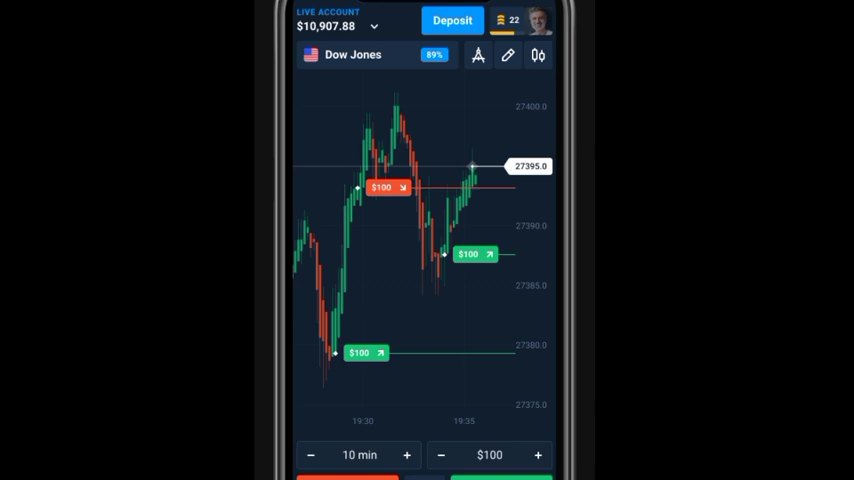 LIVE ACCOUNT
$10,907.88
Deposit
22
Dow Jones
89%
27400.0
27395.0
$100
27390.0
$100
27385.0
27380.0
$100
27375.0
19:30
19:35
− 10 min +
− $100 +